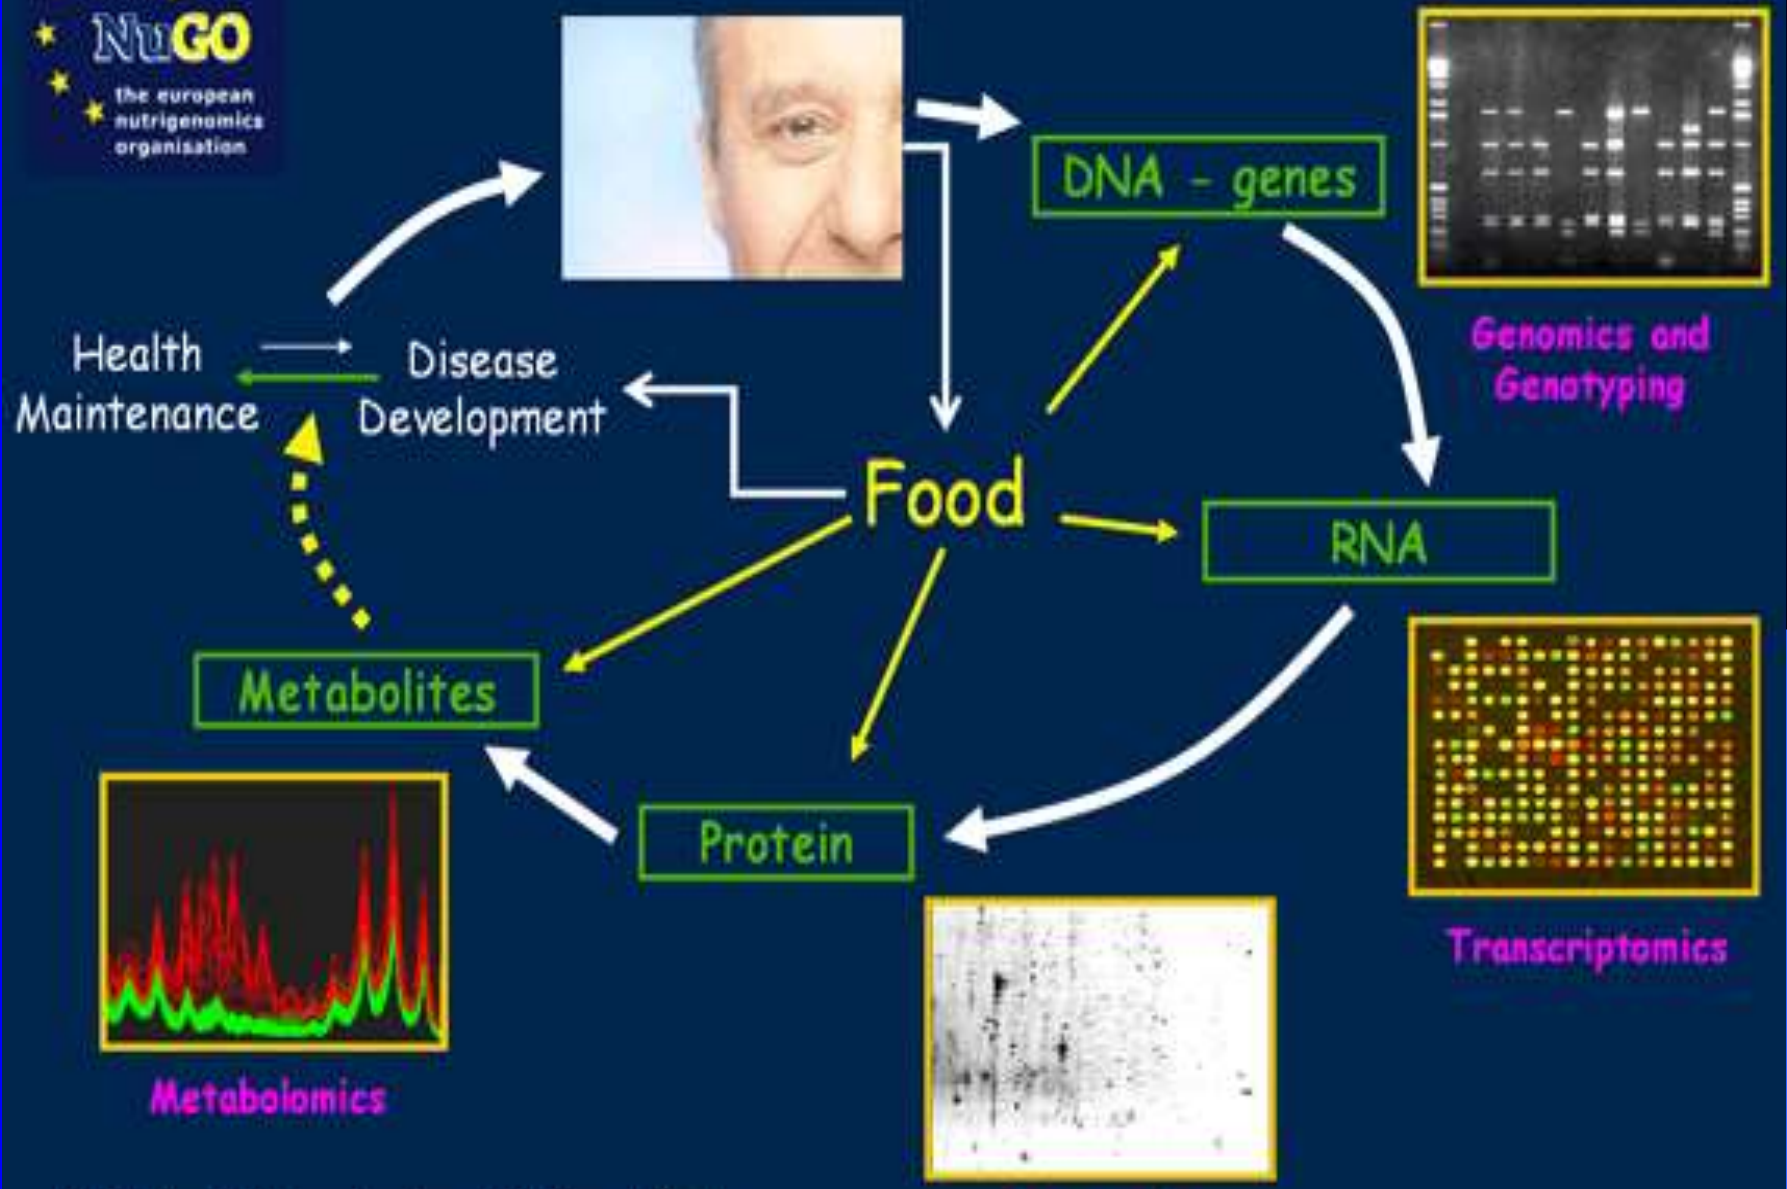 NuGO
the european
nutrigenomics
organisation
DNA - genes
Genomics and
Genotyping
Health
Maintenance
Disease
Development
Food
RNA
Metabolites
Protein
Transcriptomics
Metabolomics